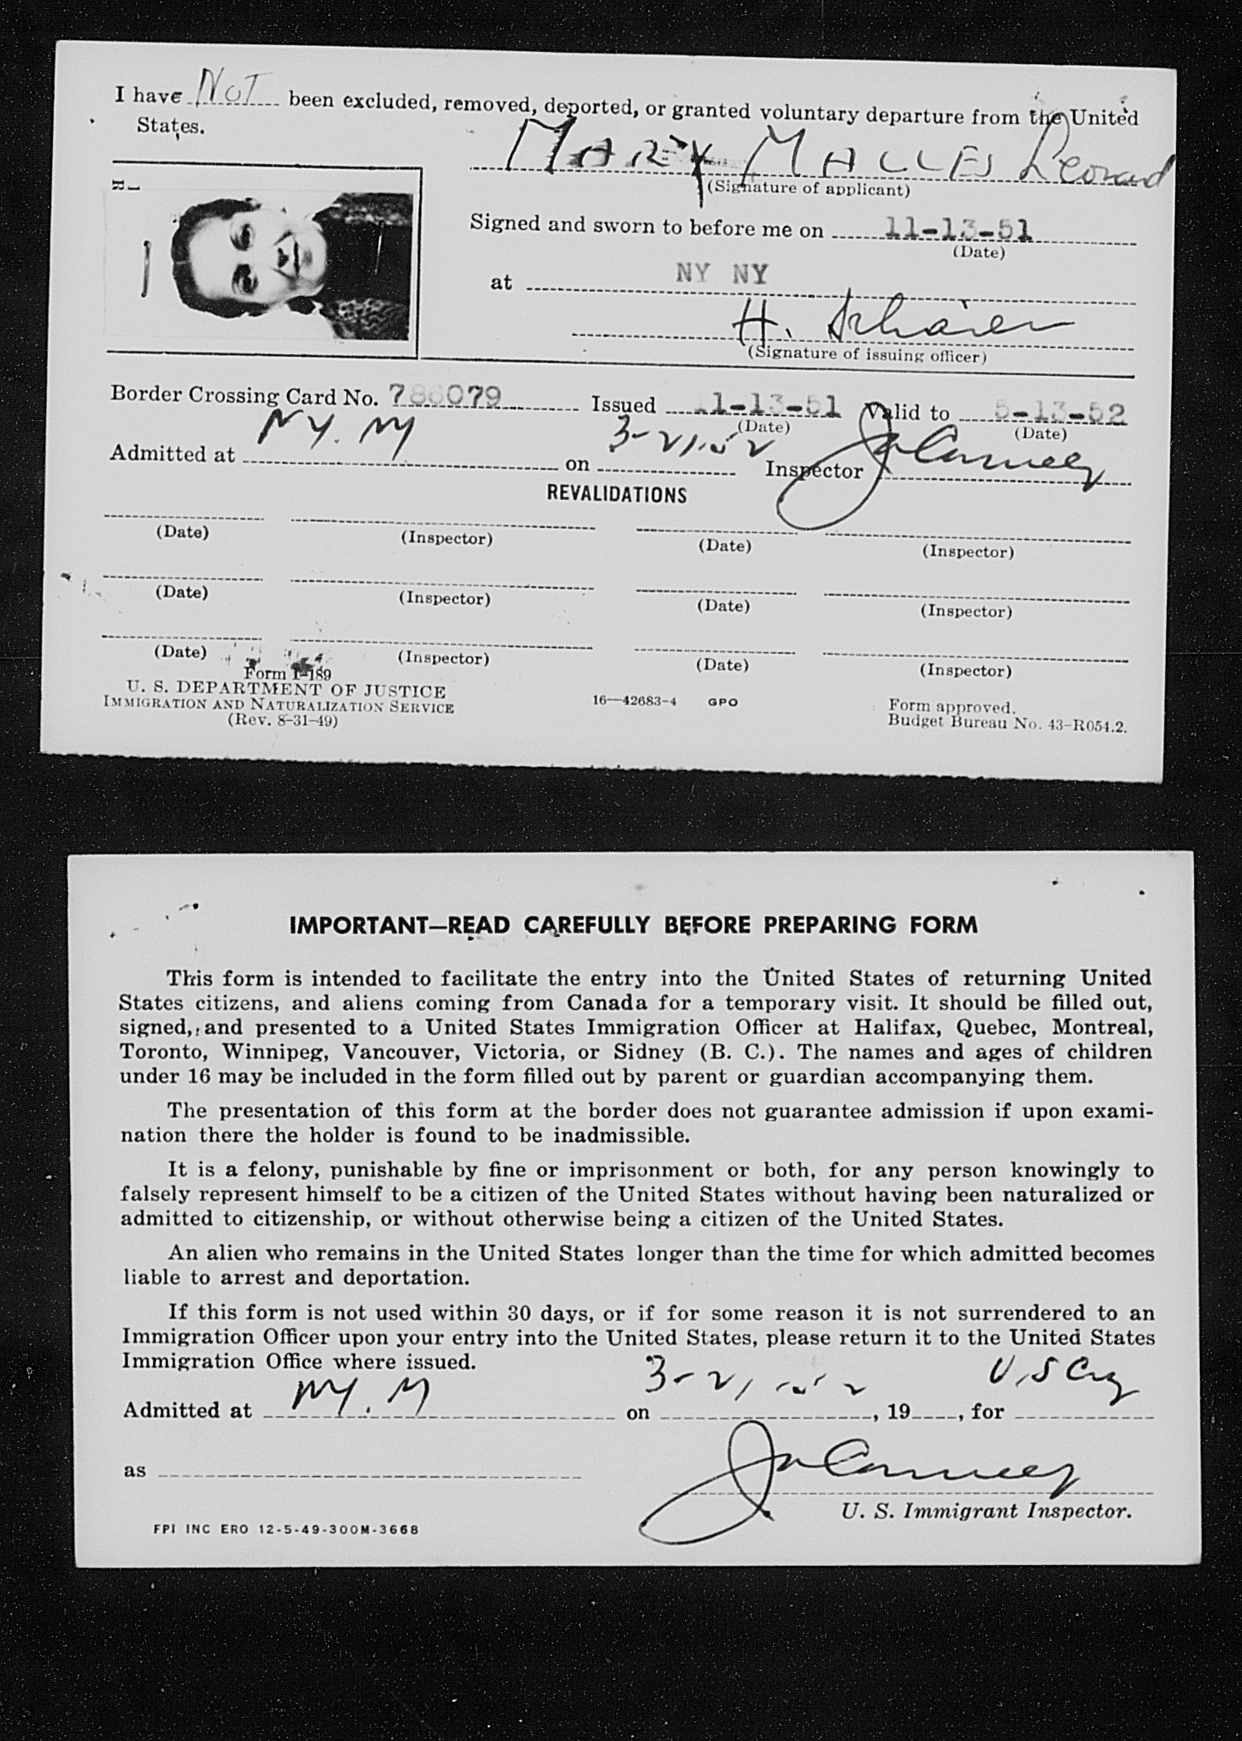 I have NOT been excluded, removed, deported, or granted voluntary departure from the United
States.
MARY MALLES Leonard
(Signature of applicant)
Signed and sworn to before me on 11-13-51
(Date)
at NY NY
H.
(Signature of issuing officer)
Border Crossing Card No. 786079 Issued 11-13-51 Valid to 5-13-52
(Date) (Date)
Admitted at NY. NY on 3-21-52 Inspector
REVALIDATIONS
(Date) (Inspector) (Date) (Inspector)
(Date) (Inspector) (Date) (Inspector)
(Date) (Inspector) (Date) (Inspector)
Form I-189
U. S. DEPARTMENT OF JUSTICE
IMMIGRATION AND NATURALIZATION SERVICE
(Rev. 8-31-49)
16—42683-4 GPO
Form approved.
Budget Bureau No. 43-R054.2.
IMPORTANT—READ CAREFULLY BEFORE PREPARING FORM
This form is intended to facilitate the entry into the United States of returning United
States citizens, and aliens coming from Canada for a temporary visit. It should be filled out,
signed, and presented to a United States Immigration Officer at Halifax, Quebec, Montreal,
Toronto, Winnipeg, Vancouver, Victoria, or Sidney (B. C.). The names and ages of children
under 16 may be included in the form filled out by parent or guardian accompanying them.
The presentation of this form at the border does not guarantee admission if upon exami-
nation there the holder is found to be inadmissible.
It is a felony, punishable by fine or imprisonment or both, for any person knowingly to
falsely represent himself to be a citizen of the United States without having been naturalized or
admitted to citizenship, or without otherwise being a citizen of the United States.
An alien who remains in the United States longer than the time for which admitted becomes
liable to arrest and deportation.
If this form is not used within 30 days, or if for some reason it is not surrendered to an
Immigration Officer upon your entry into the United States, please return it to the United States
Immigration Office where issued.
Admitted at NY. NY on 3-21-52, 19, for
as
U. S. Immigrant Inspector.
FPI INC ERO 12-5-49-300M-3668